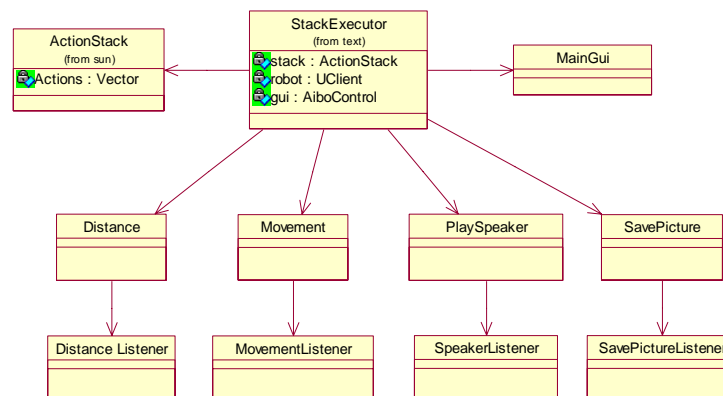 StackExecutor
(from text)
stack : ActionStack
robot : UClient
gui : AiboControl
ActionStack
(from sun)
Actions : Vector
MainGui
Distance
Movement
PlaySpeaker
SavePicture
Distance Listener
MovementListener
SpeakerListener
SavePictureListener